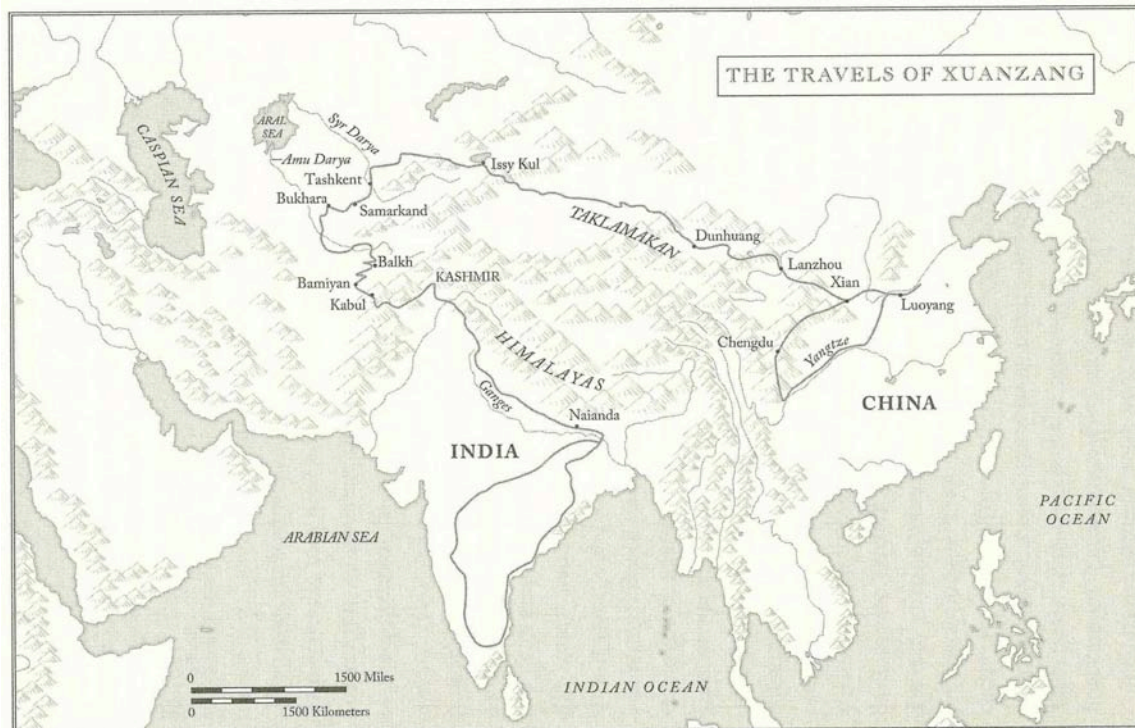 THE TRAVELS OF XUANZANG
CASPIAN SEA
ARAL
SEA
Syr Darya
Amu Darya
Tashkent
Issy Kul
Bukhara
Samarkand
TAKLAMAKAN
Dunhuang
Lanzhou
Xian
Luoyang
Balkh
Bamiyan
KASHMIR
Kabul
Chengdu
Yangtze
HIMALAYAS
Ganges
Naianda
CHINA
INDIA
PACIFIC
OCEAN
ARABIAN SEA
0 1500 Miles
0 1500 Kilometers
INDIAN OCEAN